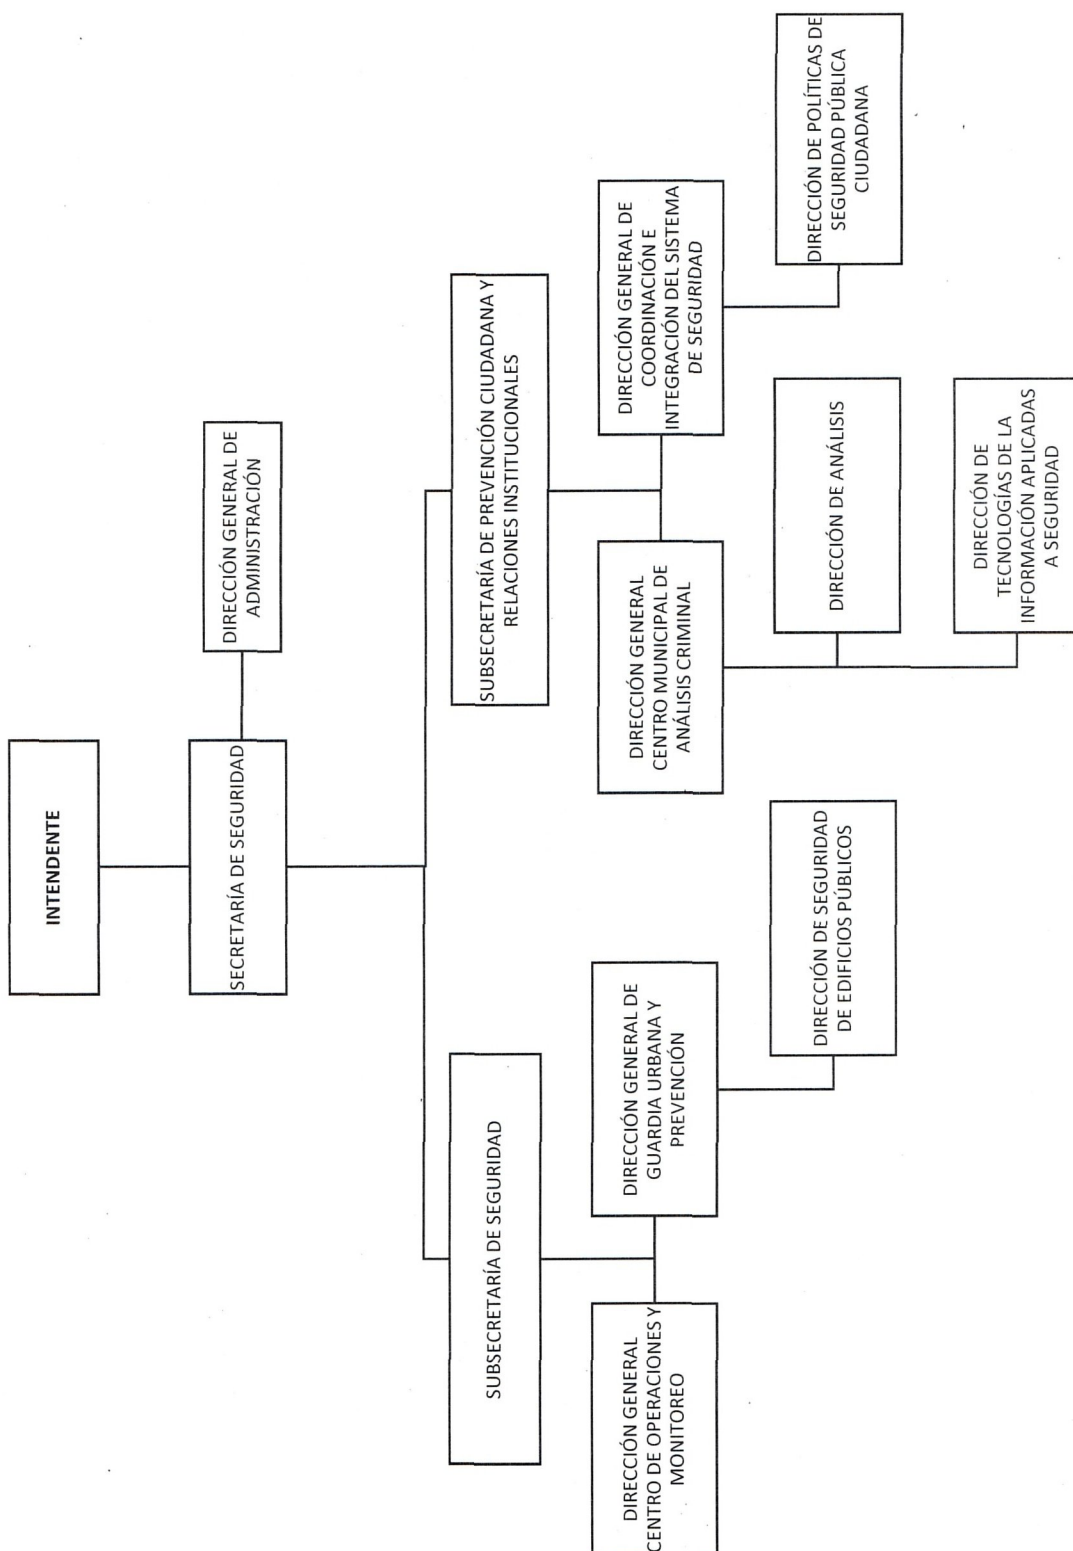 INTENDENTE
SECRETARÍA DE SEGURIDAD
DIRECCIÓN GENERAL DE
ADMINISTRACIÓN
SUBSECRETARÍA DE SEGURIDAD
SUBSECRETARÍA DE PREVENCIÓN CIUDADANA Y
RELACIONES INSTITUCIONALES
DIRECCIÓN GENERAL
CENTRO DE OPERACIONES Y
MONITOREO
DIRECCIÓN GENERAL DE
GUARDIA URBANA Y
PREVENCIÓN
DIRECCIÓN GENERAL
CENTRO MUNICIPAL DE
ANÁLISIS CRIMINAL
DIRECCIÓN GENERAL DE
COORDINACIÓN E
INTEGRACIÓN DEL SISTEMA
DE SEGURIDAD
DIRECCIÓN DE SEGURIDAD
DE EDIFICIOS PÚBLICOS
DIRECCIÓN DE ANÁLISIS
DIRECCIÓN DE POLÍTICAS DE
SEGURIDAD PÚBLICA
CIUDADANA
DIRECCIÓN DE
TECNOLOGÍAS DE LA
INFORMACIÓN APLICADAS
A SEGURIDAD